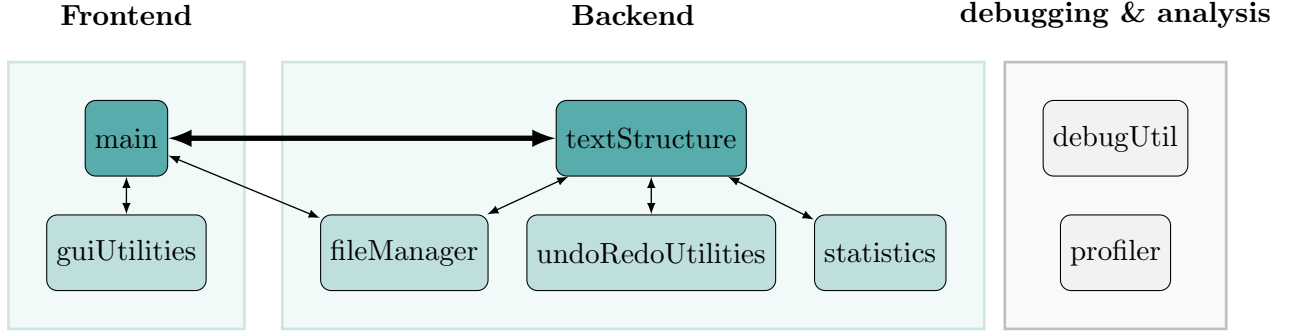 Frontend
Backend
debugging & analysis
main
textStructure
debugUtil
guiUtilities
fileManager
undoRedoUtilities
statistics
profiler